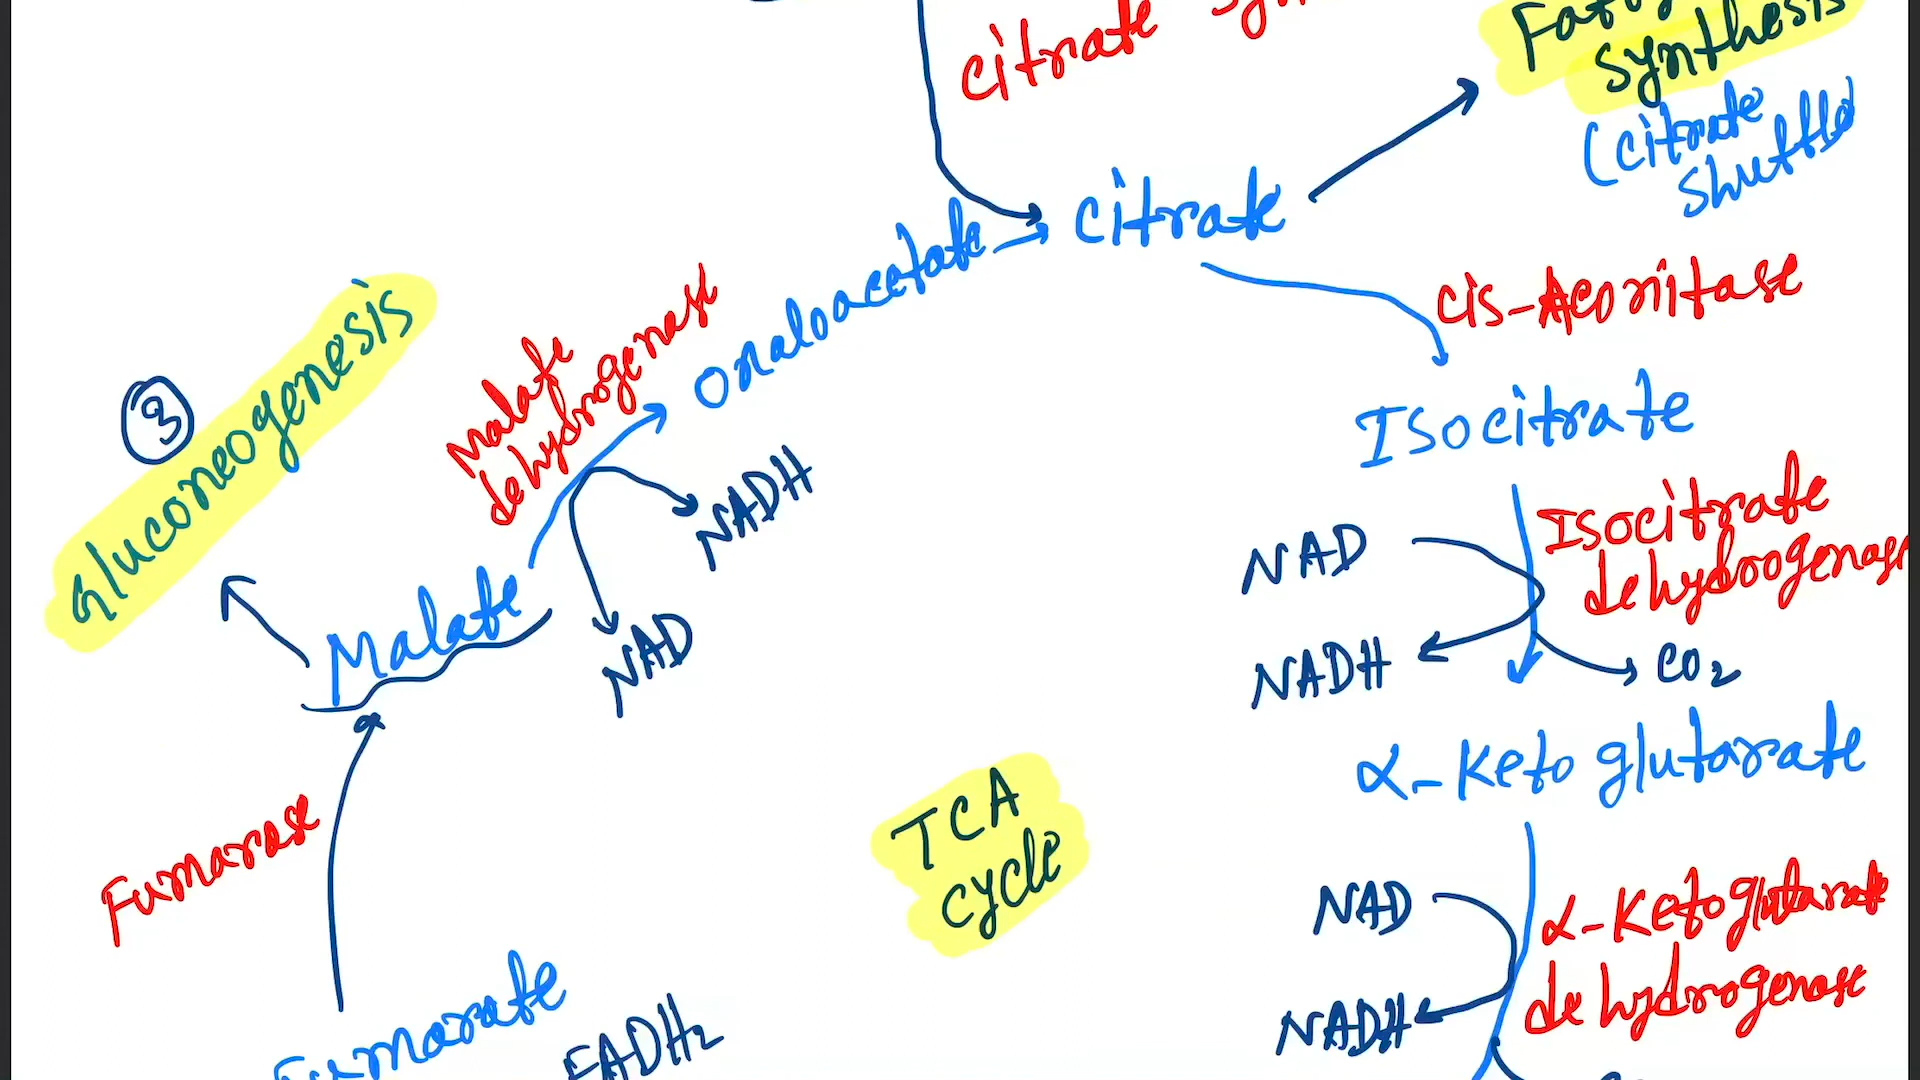 citrate
synthesis
(citrate
shuttle
citrate
Oxaloacetate
cis-Aconitase
Malate
dehydrogenase
3
Gluconeogenesis
Isocitrate
NADH
Isocitrate
dehydrogenase
NAD
NADH
CO2
Malate
NAD
α-Keto glutarate
TCA
cycle
Fumarase
NAD
α-Ketoglutarate
dehydrogenase
NADH
Fumarate
FADH2